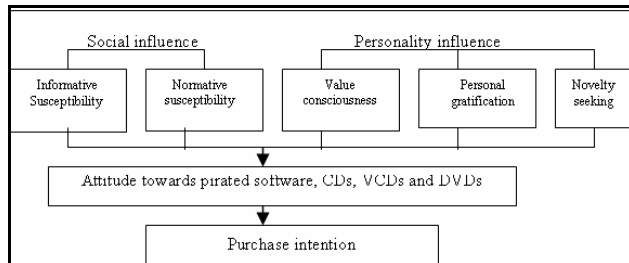 Social influence
Personality influence
Informative
Susceptibility
Normative
susceptibility
Value
consciousness
Personal
gratification
Novelty
seeking
Attitude towards pirated software, CDs, VCDs and DVDs
Purchase intention